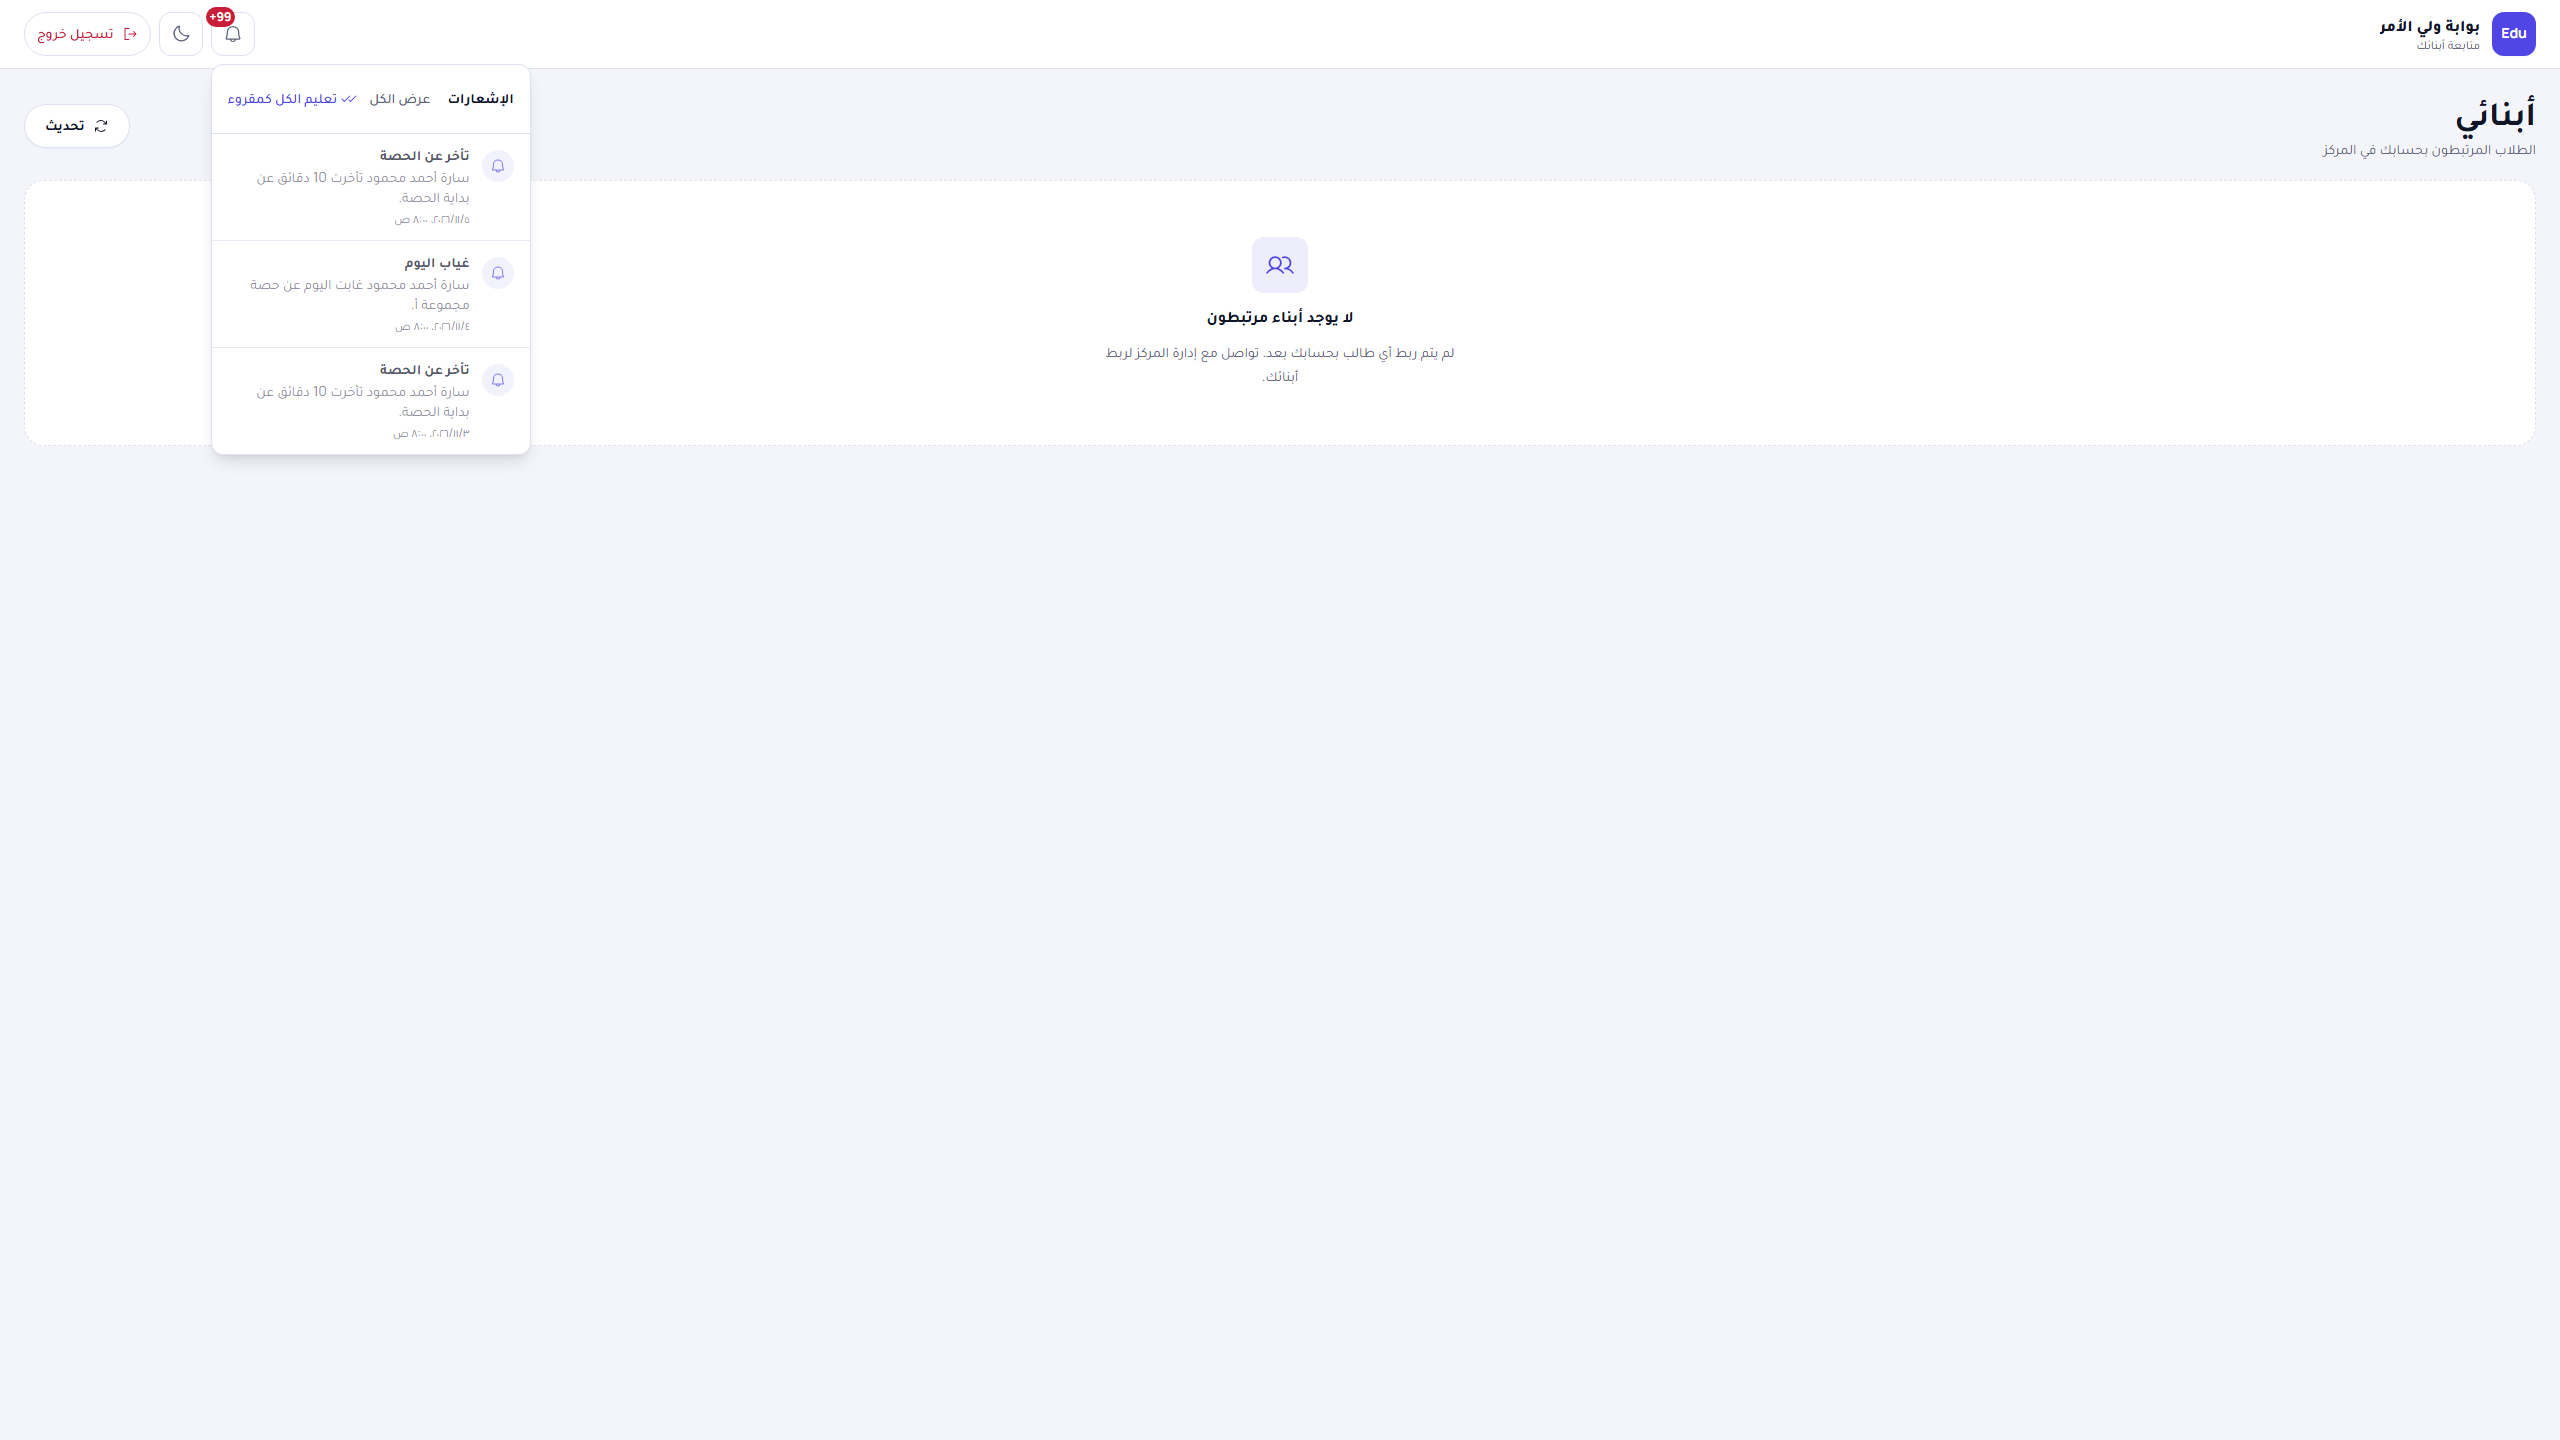 Edu
بوابة ولي الأمر
متابعة أبنائك
99+
تسجيل خروج
أبنائي
الطلاب المرتبطون بحسابك في المركز
تحديث
الإشعارات
عرض الكل
تعليم الكل كمقروء
تأخر عن الحصة
سارة أحمد محمود تأخرت 10 دقائق عن
بداية الحصة.
٢٠٢٦/١١/٥، ٨:٠٠ ص
غياب اليوم
سارة أحمد محمود غابت اليوم عن حصة
مجموعة أ.
٢٠٢٦/١١/٤، ٨:٠٠ ص
تأخر عن الحصة
سارة أحمد محمود تأخرت 10 دقائق عن
بداية الحصة.
٢٠٢٦/١١/٣، ٨:٠٠ ص
لا يوجد أبناء مرتبطون
لم يتم ربط أي طالب بحسابك بعد. تواصل مع إدارة المركز لربط
أبنائك.